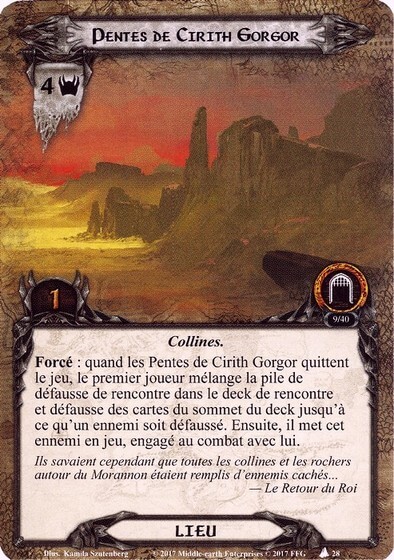 Pentes de Cirith Gorgor
4
1
9/40
Collines.
Forcé : quand les Pentes de Cirith Gorgor quittent
le jeu, le premier joueur mélange la pile de
défausse de rencontre dans le deck de rencontre
et défausse des cartes du sommet du deck jusqu'à
ce qu'un ennemi soit défaussé. Ensuite, il met cet
ennemi en jeu, engagé au combat avec lui.
Ils savaient cependant que toutes les collines et les rochers
autour du Morannon étaient remplis d'ennemis cachés...
— Le Retour du Roi
LIEU
Illus. Kamila Szutenberg © 2017 Middle-earth Enterprises © 2017 FFG 28